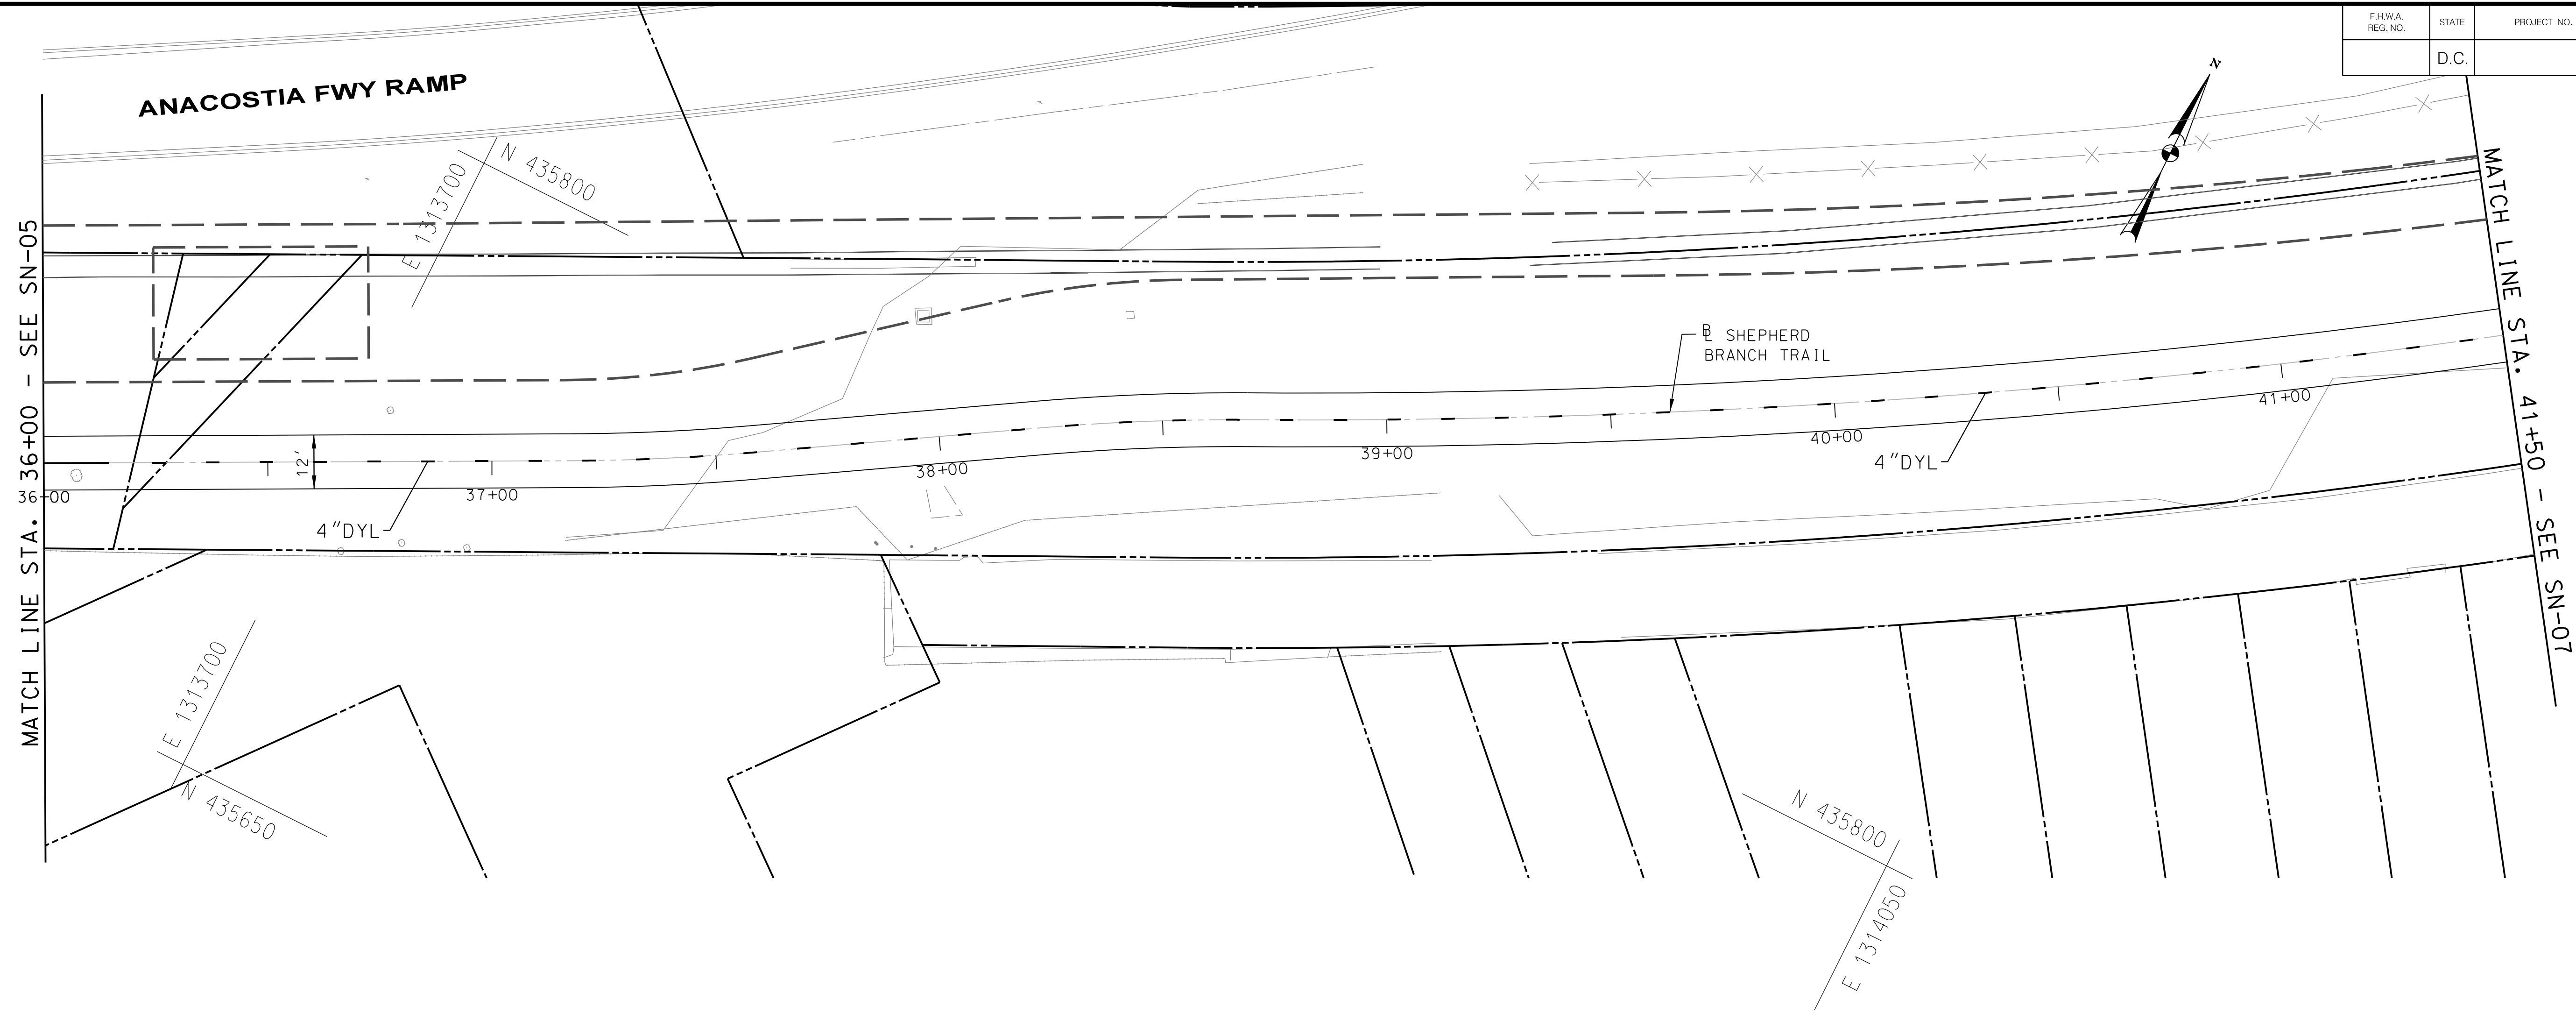 F.H.W.A.
REG. NO.
STATE
PROJECT NO.
D.C.
ANACOSTIA FWY RAMP
N
N 435800
E 1313700
MATCH LINE STA. 36+00 - SEE SN-05
MATCH LINE STA. 41+50 - SEE SN-07
BL SHEPHERD
BRANCH TRAIL
12'
36+00
37+00
38+00
39+00
40+00
41+00
4"DYL
4"DYL
E 1313700
N 435650
N 435800
E 1314050